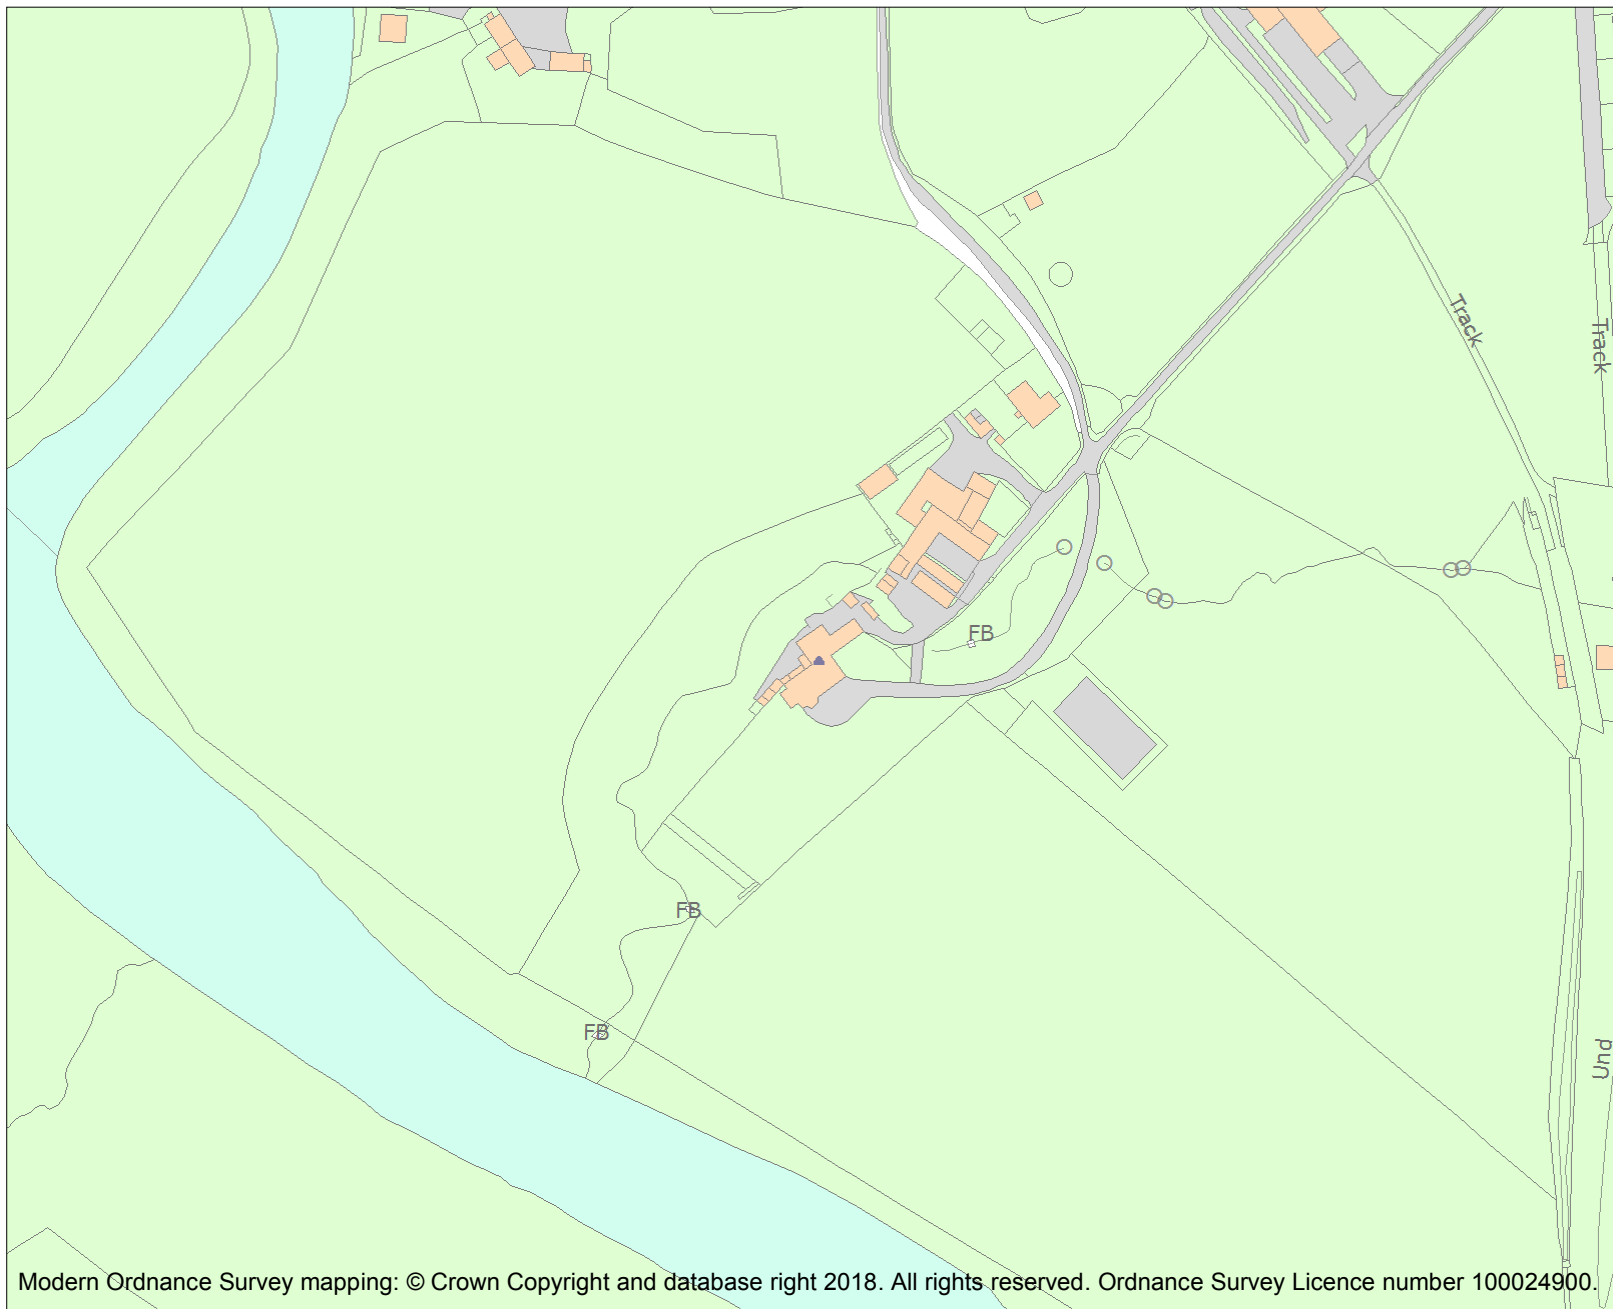 Track
Track
FB
FB
FB
Und
Modern Ordnance Survey mapping: © Crown Copyright and database right 2018. All rights reserved. Ordnance Survey Licence number 100024900.